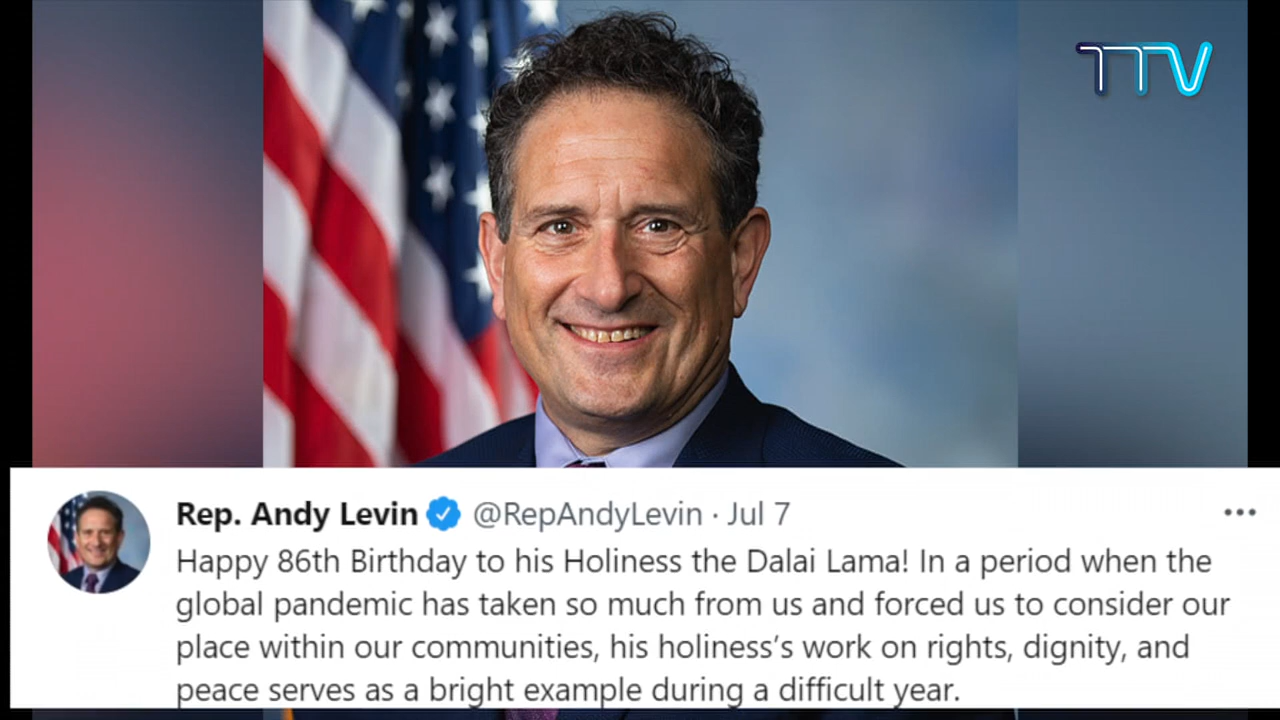 TTV
Rep. Andy Levin @RepAndyLevin · Jul 7
Happy 86th Birthday to his Holiness the Dalai Lama! In a period when the
global pandemic has taken so much from us and forced us to consider our
place within our communities, his holiness’s work on rights, dignity, and
peace serves as a bright example during a difficult year.